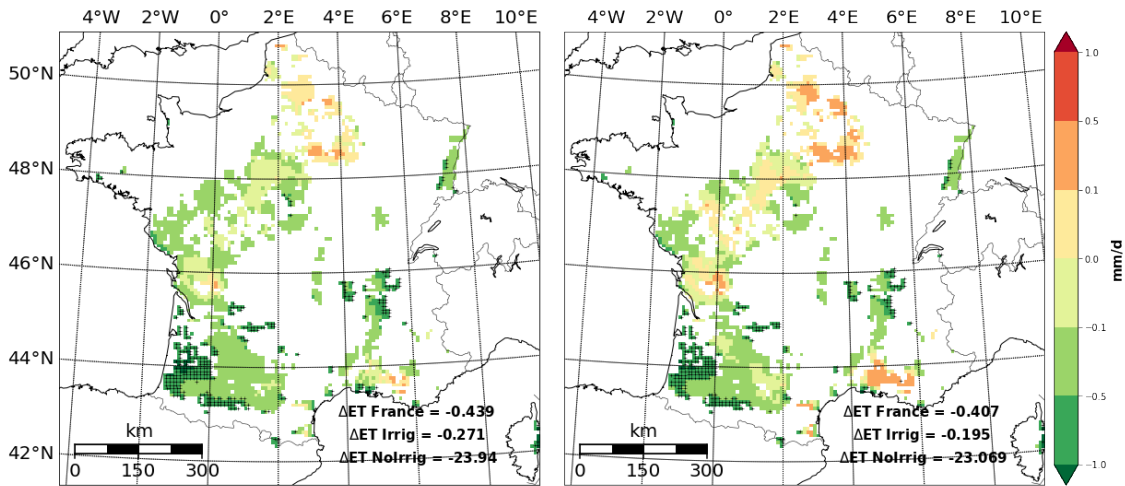 4°W 2°W 0° 2°E 4°E 6°E 8°E 10°E 4°W 2°W 0° 2°E 4°E 6°E 8°E 10°E
1.0
50°N
0.5
48°N
0.1
46°N
0.0
mm/d
−0.1
44°N
−0.5
ΔET France = -0.439 ΔET France = -0.407
km ΔET Irrig = -0.271 km ΔET Irrig = -0.195
42°N ΔET NoIrrig = -23.94 ΔET NoIrrig = -23.069
−1.0
0 150 300 0 150 300